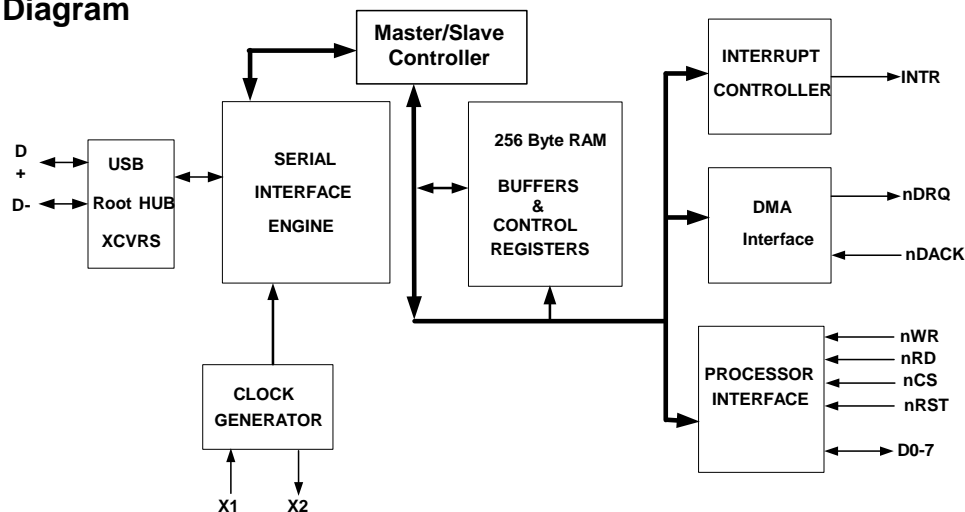 Diagram
Master/Slave
Controller
INTERRUPT
CONTROLLER
INTR
256 Byte RAM
BUFFERS
&
CONTROL
REGISTERS
SERIAL
INTERFACE
ENGINE
D
+
D-
USB
Root HUB
XCVRS
DMA
Interface
nDRQ
nDACK
PROCESSOR
INTERFACE
nWR
nRD
nCS
nRST
D0-7
CLOCK
GENERATOR
X1
X2